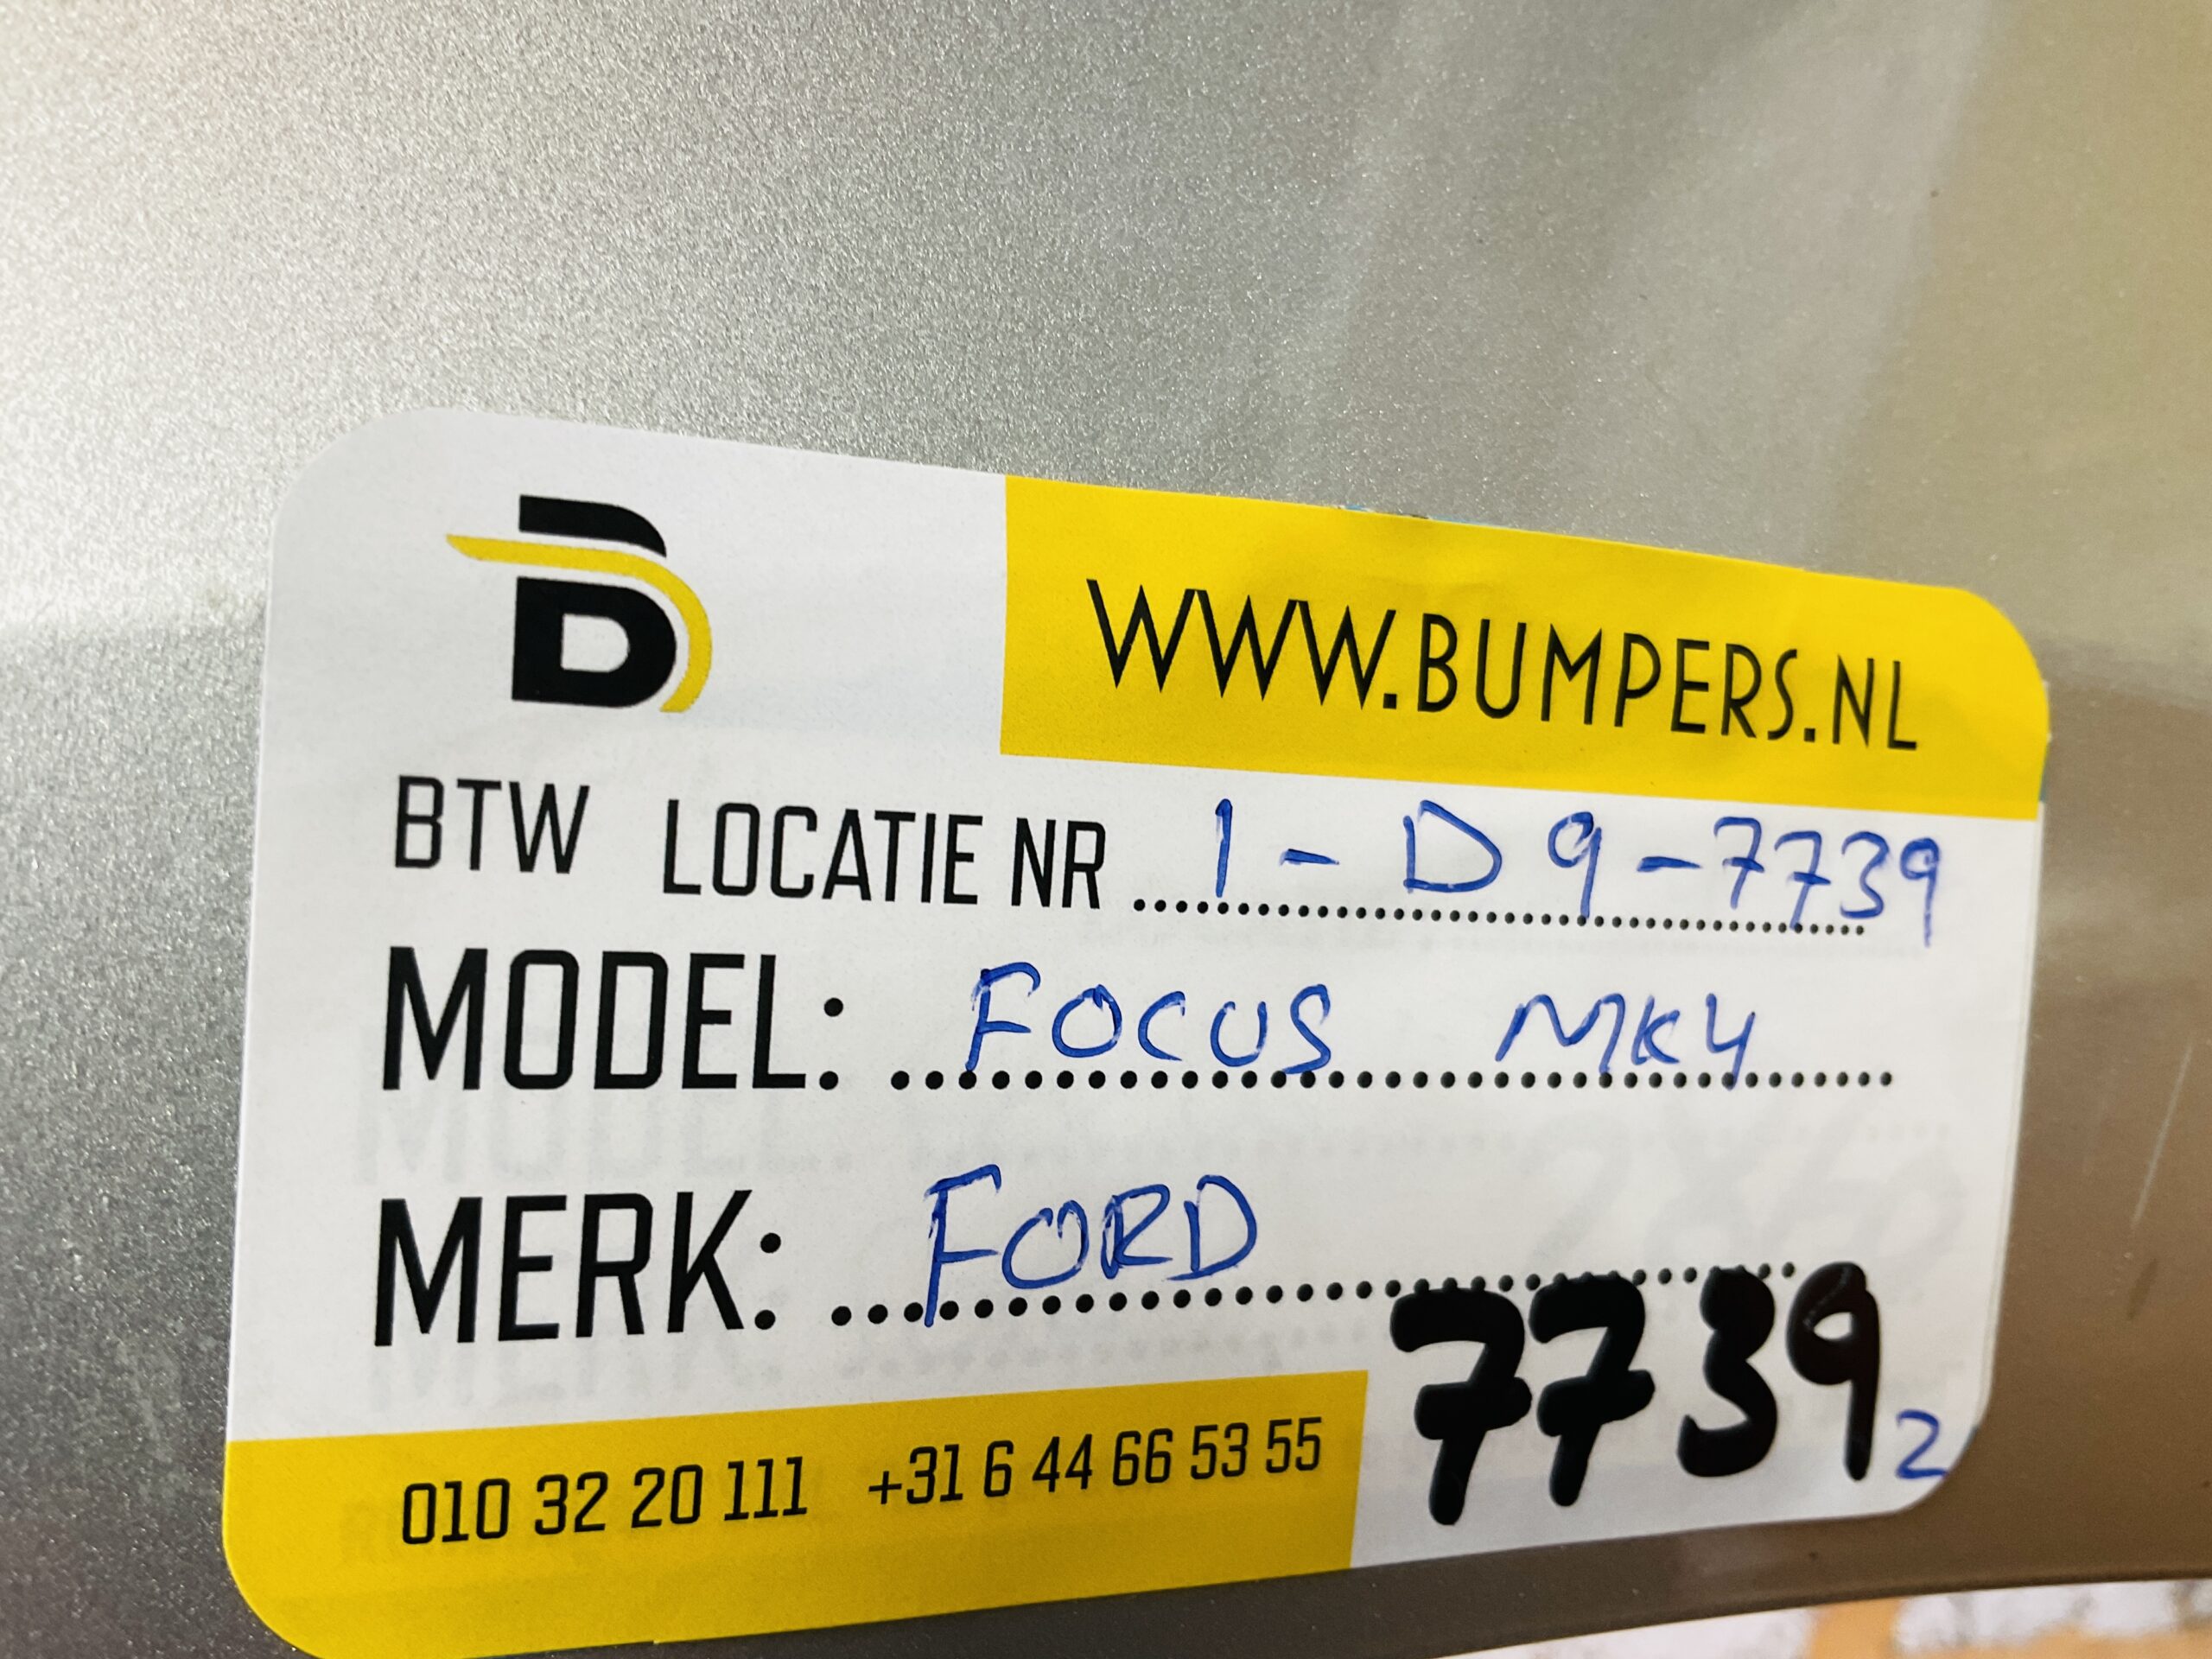 B
WWW.BUMPERS.NL
BTW LOCATIE NR 1-D9-7739
MODEL: FOCUS MK4
MERK: FORD
7739 2
010 32 20 111 +31 6 44 66 53 55